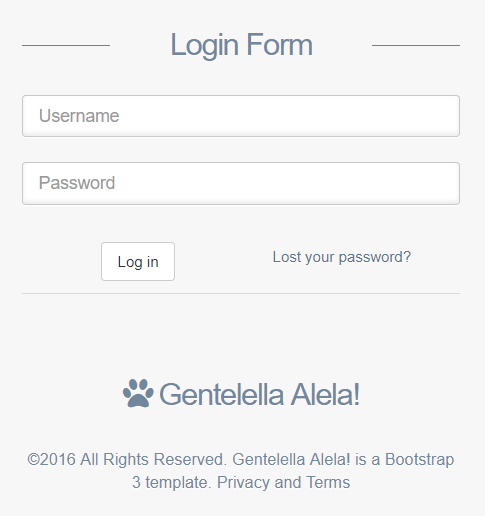 Login Form
Username
Password
Log in
Lost your password?
Gentelella Alela!
©2016 All Rights Reserved. Gentelella Alela! is a Bootstrap
3 template. Privacy and Terms